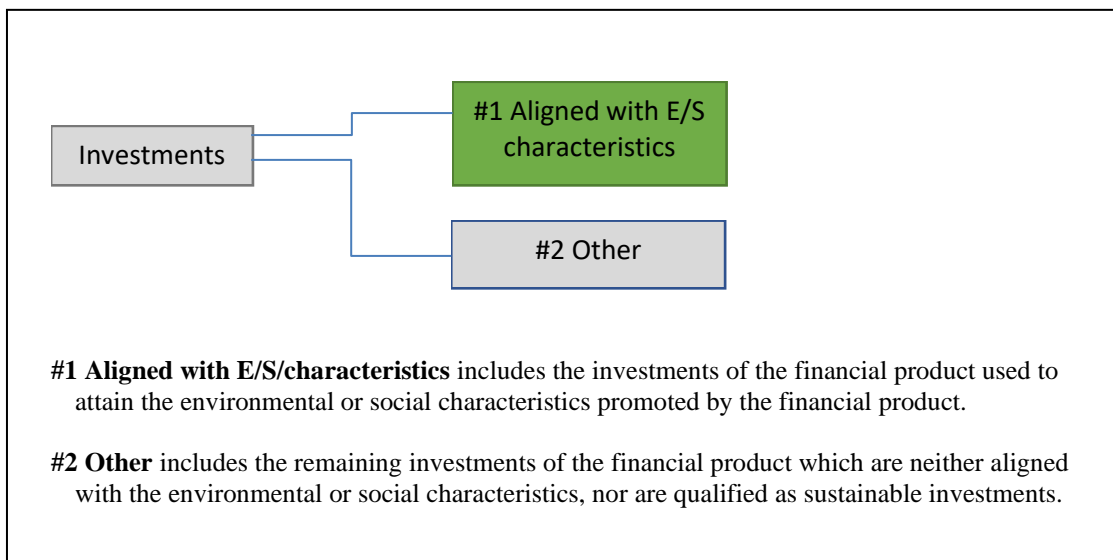 #1 Aligned with E/S
characteristics
Investments
#2 Other
#1 Aligned with E/S/characteristics includes the investments of the financial product used to
attain the environmental or social characteristics promoted by the financial product.
#2 Other includes the remaining investments of the financial product which are neither aligned
with the environmental or social characteristics, nor are qualified as sustainable investments.